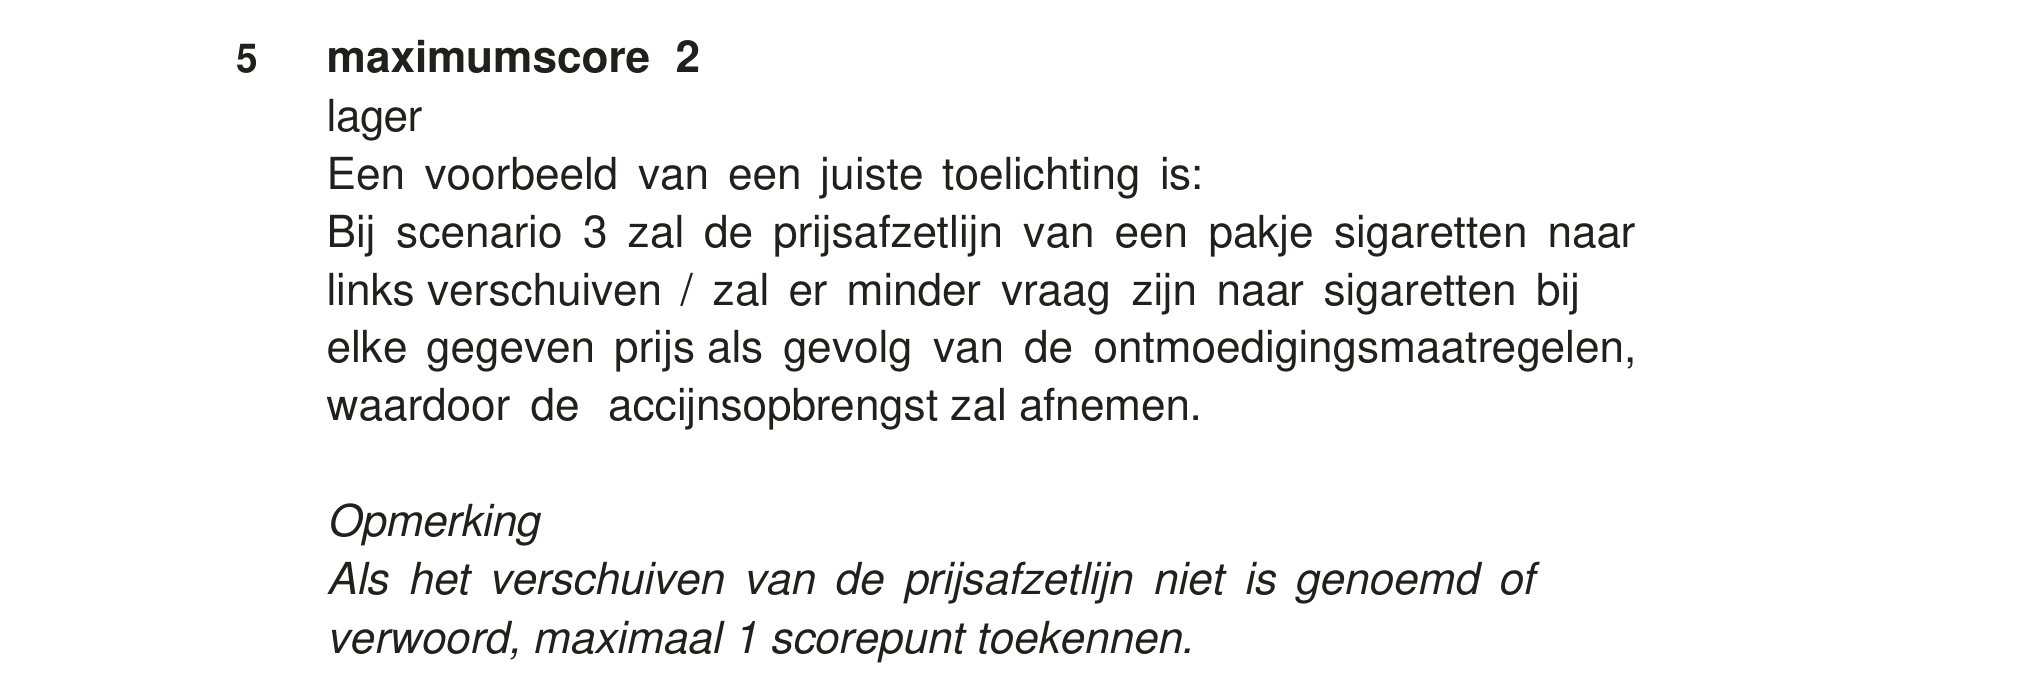 5 maximumscore 2
lager
Een voorbeeld van een juiste toelichting is:
Bij scenario 3 zal de prijsafzetlijn van een pakje sigaretten naar
links verschuiven / zal er minder vraag zijn naar sigaretten bij
elke gegeven prijs als gevolg van de ontmoedigingsmaatregelen,
waardoor de accijnsopbrengst zal afnemen.
Opmerking
Als het verschuiven van de prijsafzetlijn niet is genoemd of
verwoord, maximaal 1 scorepunt toekennen.